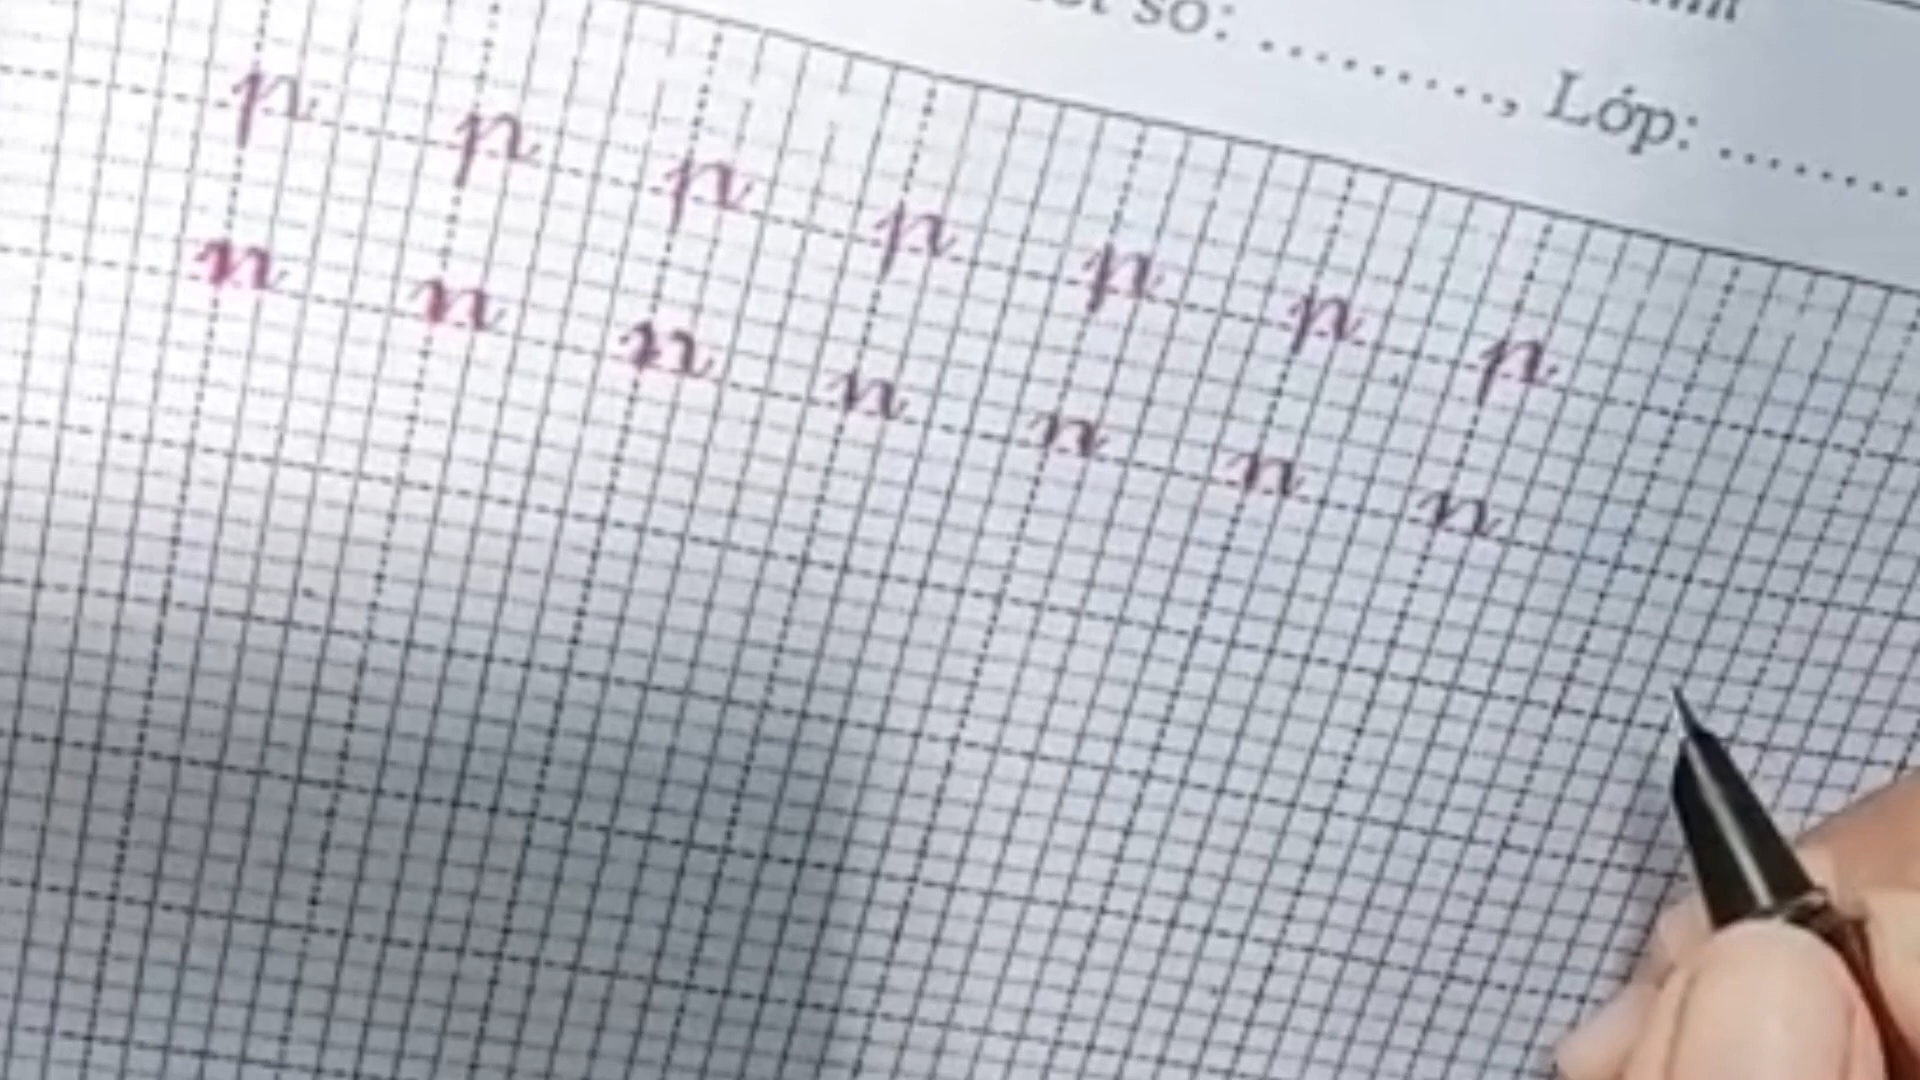 số: .........., Lớp: ........
p p p p p p p
n n n n n n n